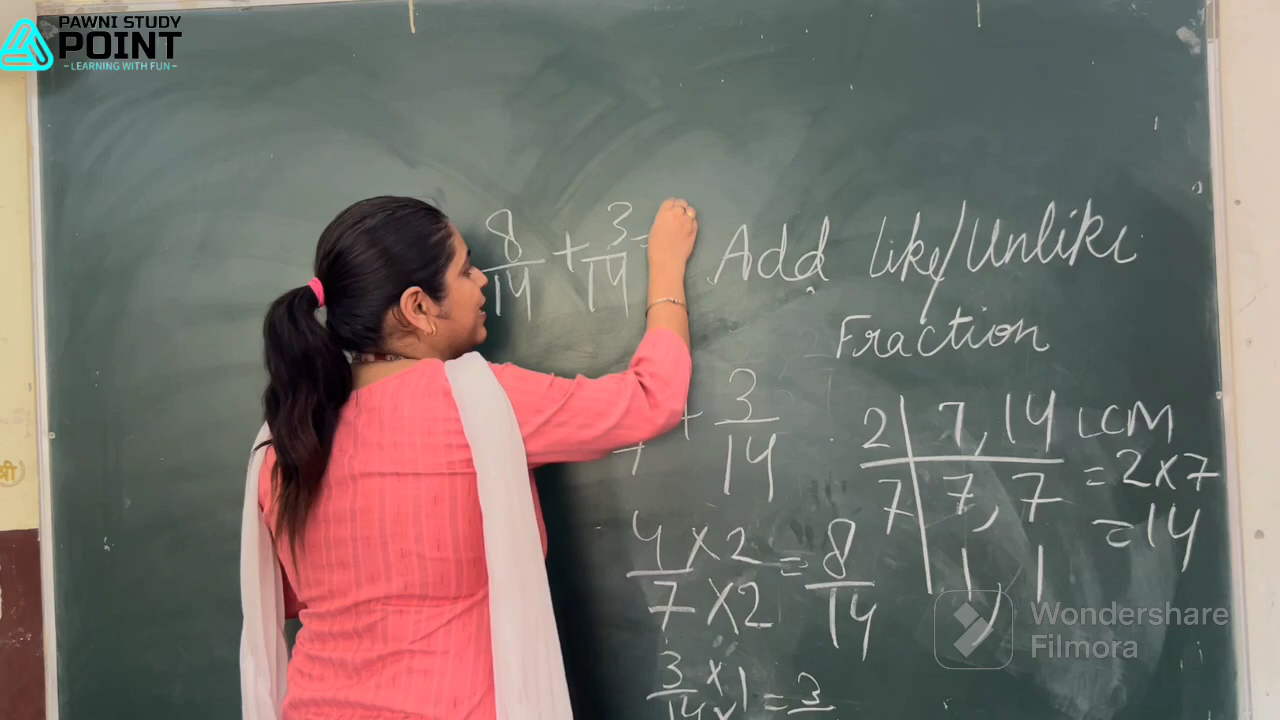 PAWNI STUDY
POINT
-LEARNING WITH FUN-
8/14 + 3/14 =
Add like/Unlike
Fraction
+ 3/14
2 | 7, 14 LCM
7 | 7, 7 = 2×7
1, 1 = 14
4×2/7×2 = 8/14
3×1/14×1 = 3
श्री
Wondershare
Filmora